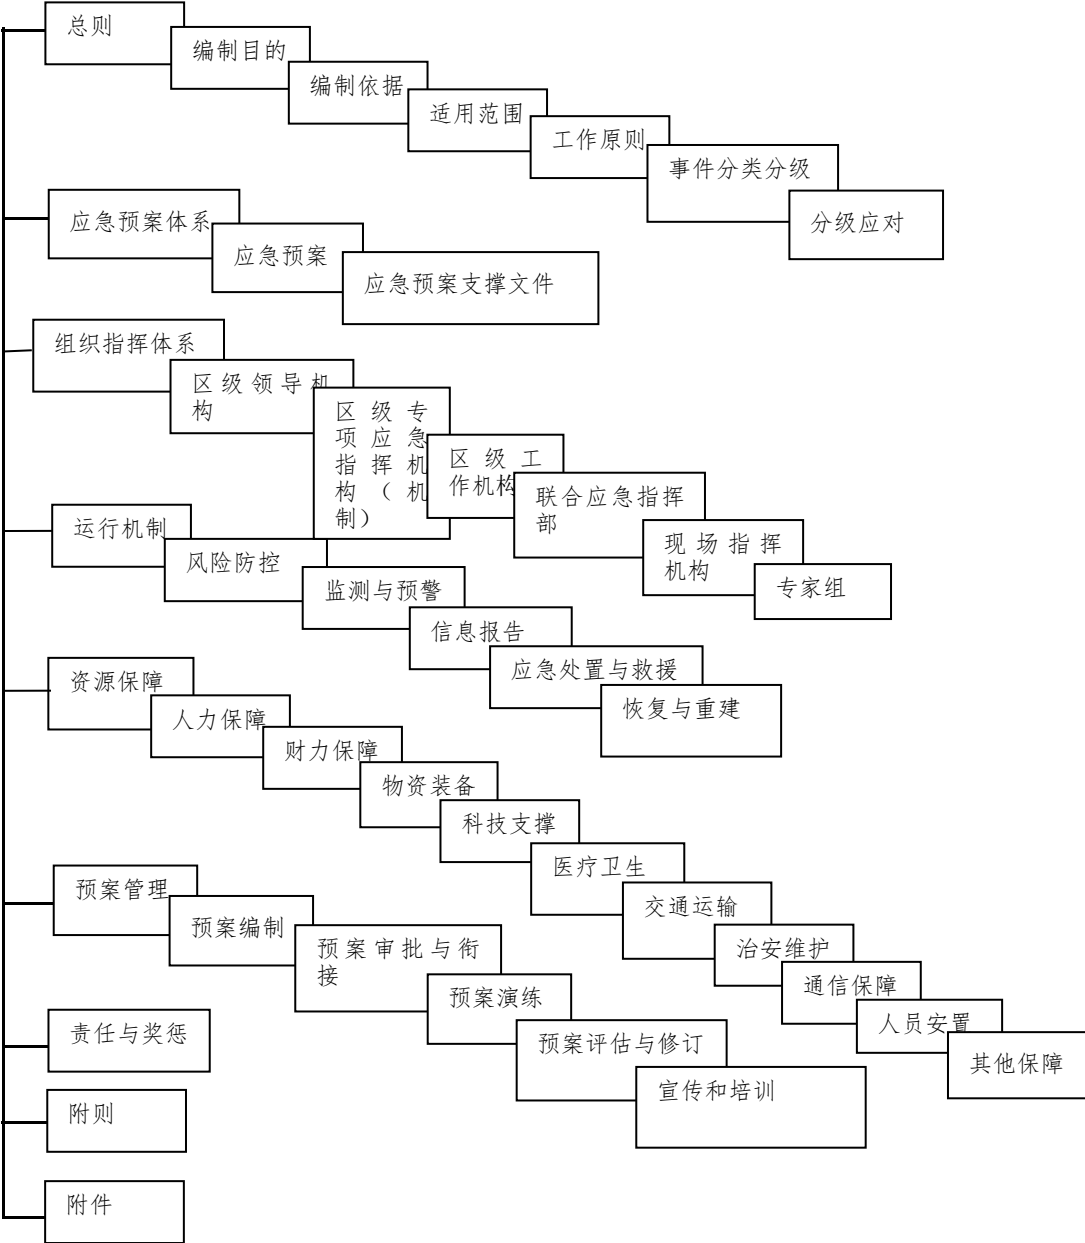 总则
编制目的
编制依据
适用范围
工作原则
事件分类分级
分级应对
应急预案体系
应急预案
应急预案支撑文件
组织指挥体系
区级领导机
构
区级专
项应急
指挥机
构（机
制）
区级工
作机构
联合应急指挥
部
现场指挥
机构
专家组
运行机制
风险防控
监测与预警
信息报告
应急处置与救援
恢复与重建
资源保障
人力保障
财力保障
物资装备
科技支撑
医疗卫生
交通运输
治安维护
通信保障
人员安置
其他保障
预案管理
预案编制
预案审批与衔
接
预案演练
预案评估与修订
宣传和培训
责任与奖惩
附则
附件